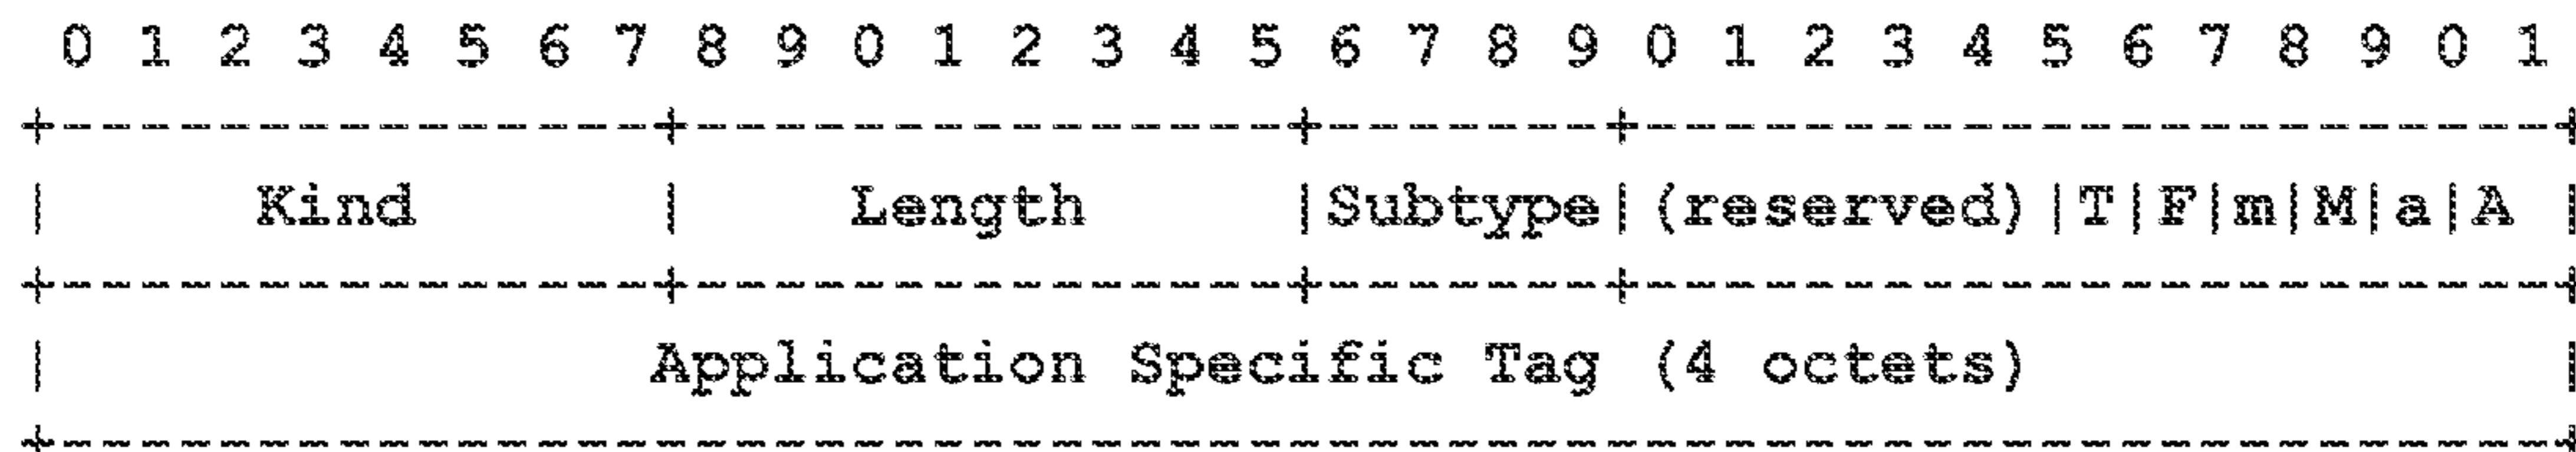 0 1 2 3 4 5 6 7 8 9 0 1 2 3 4 5 6 7 8 9 0 1 2 3 4 5 6 7 8 9 0 1
+---------------+---------------+-------+-----------------------+
|     Kind      |    Length     |Subtype|(reserved)|T|F|m|M|a|A |
+---------------+---------------+-------+-----------------------+
|               Application Specific Tag (4 octets)             |
+---------------------------------------------------------------+